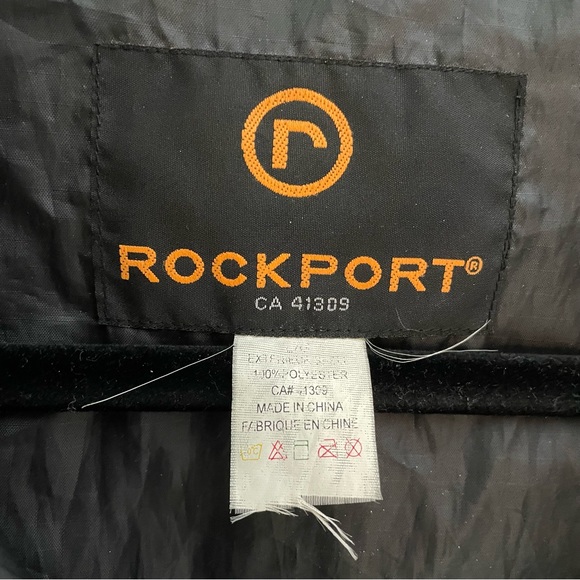 r
ROCKPORT®
CA 41309
100% POLYESTER
CA# 41309
MADE IN CHINA
FABRIQUE EN CHINE